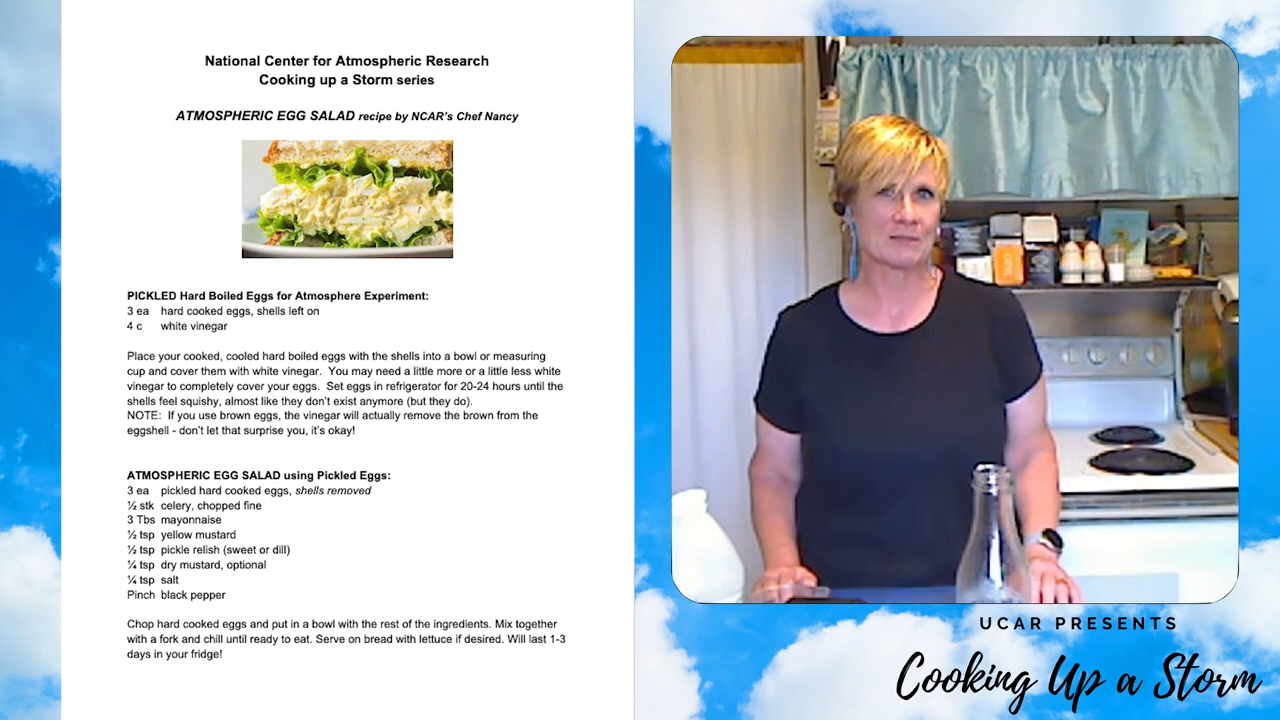 National Center for Atmospheric Research
Cooking up a Storm series
ATMOSPHERIC EGG SALAD recipe by NCAR's Chef Nancy
PICKLED Hard Boiled Eggs for Atmosphere Experiment:
3 ea hard cooked eggs, shells left on
4 c white vinegar
Place your cooked, cooled hard boiled eggs with the shells into a bowl or measuring
cup and cover them with white vinegar. You may need a little more or a little less white
vinegar to completely cover your eggs. Set eggs in refrigerator for 20-24 hours until the
shells feel squishy, almost like they don't exist anymore (but they do).
NOTE: If you use brown eggs, the vinegar will actually remove the brown from the
eggshell - don't let that surprise you, it's okay!
ATMOSPHERIC EGG SALAD using Pickled Eggs:
3 ea pickled hard cooked eggs, shells removed
½ stk celery, chopped fine
3 Tbs mayonnaise
½ tsp yellow mustard
½ tsp pickle relish (sweet or dill)
¼ tsp dry mustard, optional
¼ tsp salt
Pinch black pepper
Chop hard cooked eggs and put in a bowl with the rest of the ingredients. Mix together
with a fork and chill until ready to eat. Serve on bread with lettuce if desired. Will last 1-3
days in your fridge!
UCAR PRESENTS
Cooking Up a Storm